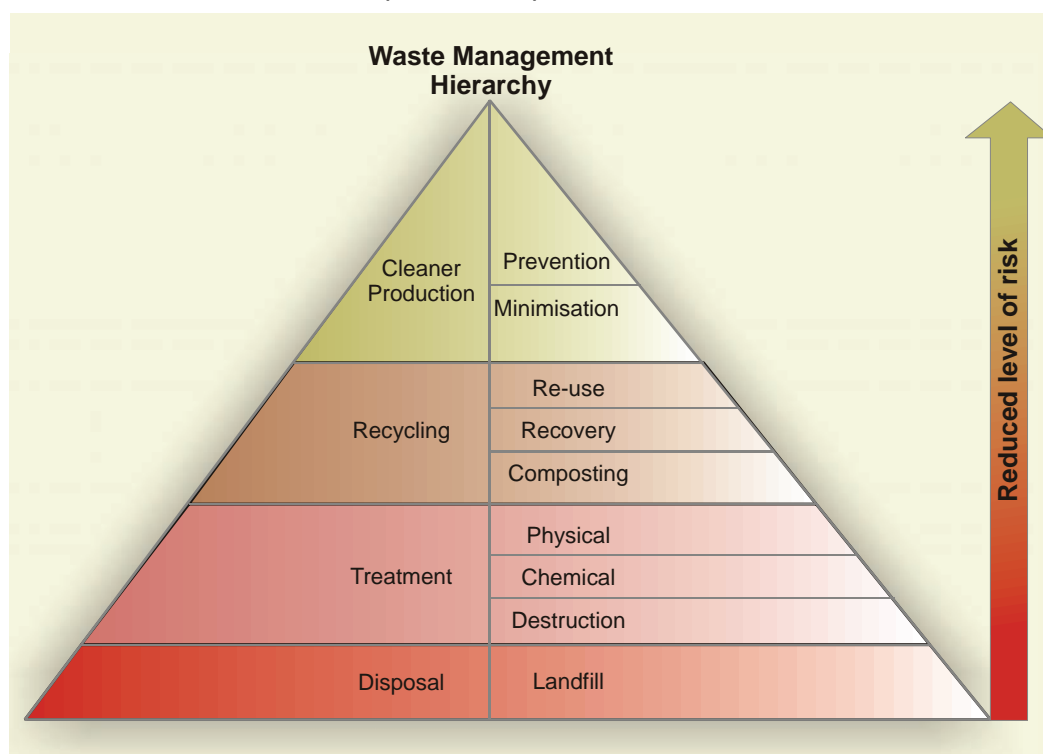 Waste Management
Hierarchy
Cleaner
Production
Prevention
Minimisation
Recycling
Re-use
Recovery
Composting
Treatment
Physical
Chemical
Destruction
Disposal
Landfill
Reduced level of risk